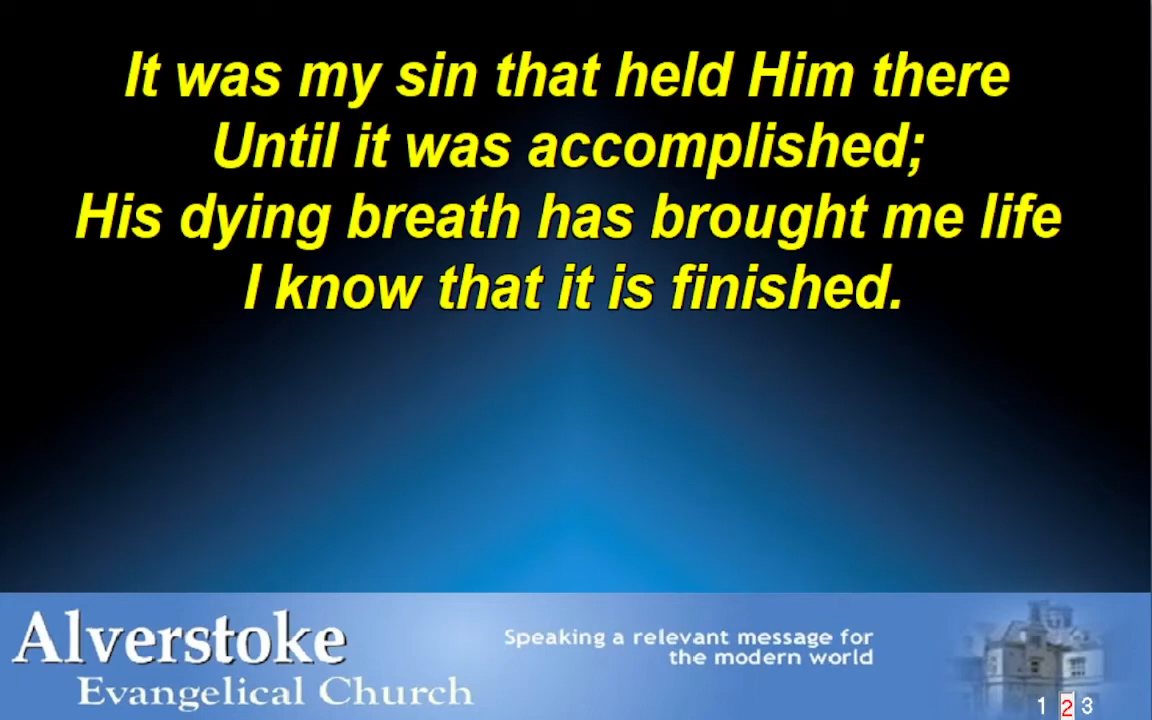 It was my sin that held Him there
Until it was accomplished;
His dying breath has brought me life
I know that it is finished.
Alverstoke
Evangelical Church
Speaking a relevant message for
the modern world
1 2 3